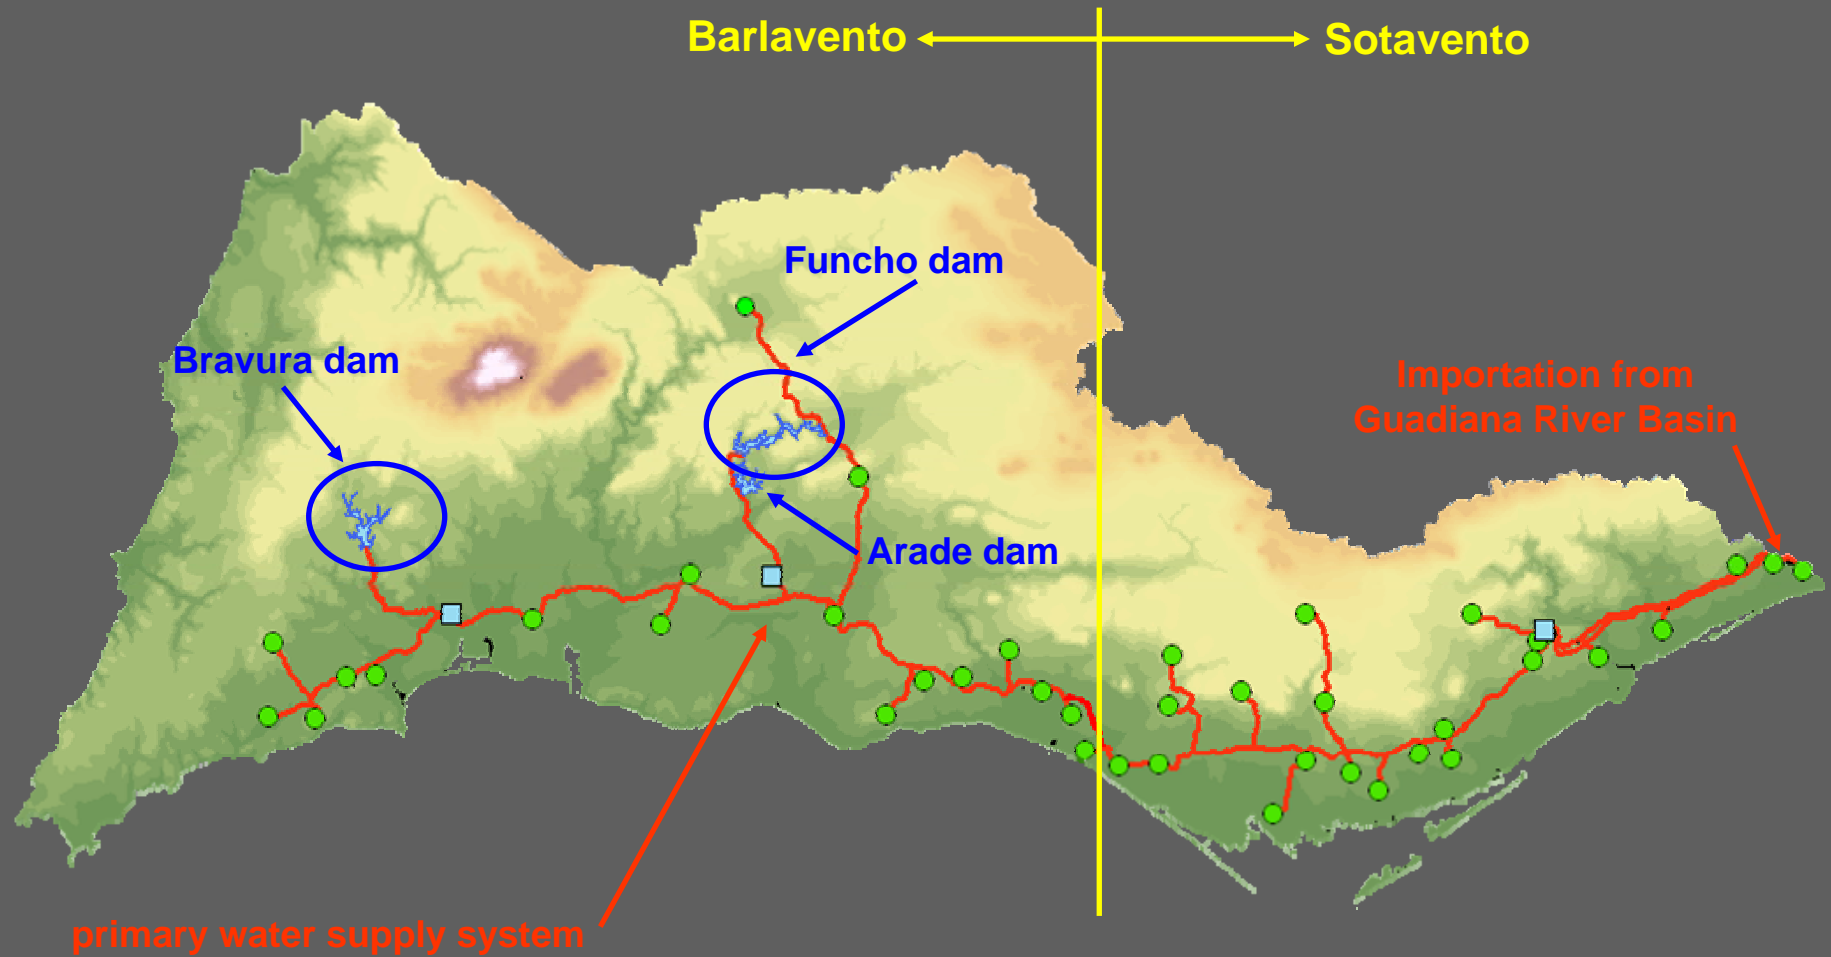 Barlavento
Sotavento
Funcho dam
Bravura dam
Importation from
Guadiana River Basin
Arade dam
primary water supply system